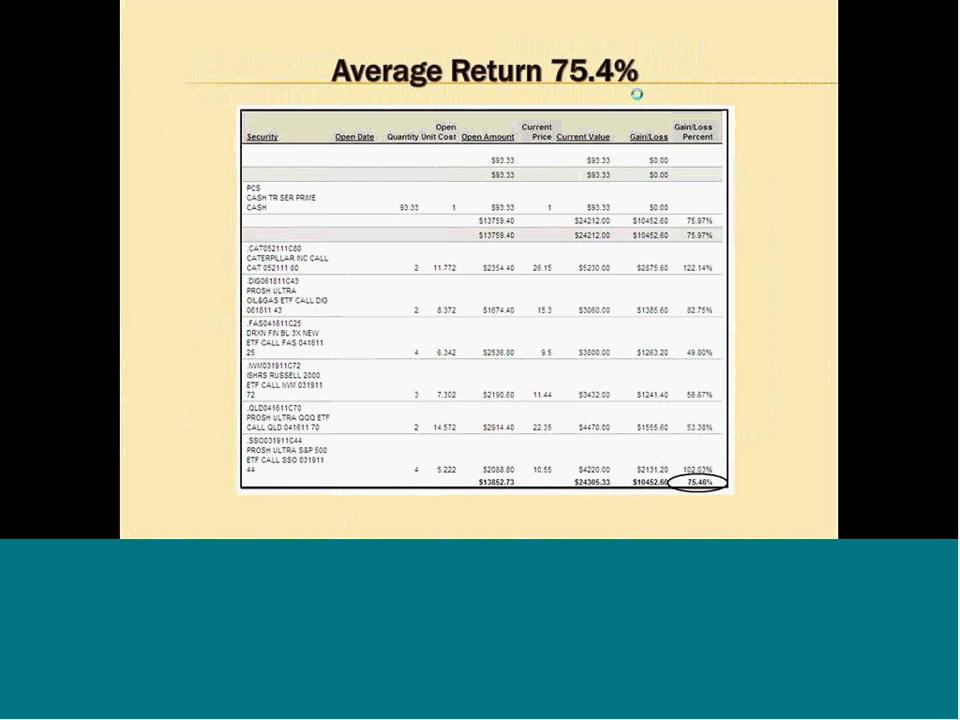 Average Return 75.4%
Open Current Gain/Loss
Security Open Date Quantity Unit Cost Open Amount Price Current Value Gain/Loss Percent
$93.33 $93.33 $0.00
$93.33 $93.33 $0.00
PCS
CASH TR SER PRIME
CASH 93.33 1 $93.33 1 $93.33 $0.00
$13759.40 $24212.00 $10452.60 75.97%
$13759.40 $24212.00 $10452.60 75.97%
.CAT052111C80
CATERPILLAR INC CALL
CAT 052111 80 2 11.772 $2354.40 26.15 $5230.00 $2875.60 122.14%
.DIG061811C43
PROSH ULTRA
OIL&GAS ETF CALL DIG
061811 43 2 8.372 $1674.40 15.3 $3060.00 $1385.60 82.75%
.FAS041611C25
DRXN FIN BL 3X NEW
ETF CALL FAS 041611
25 4 6.342 $2536.80 9.5 $3800.00 $1263.20 49.80%
.IWM031911C72
ISHRS RUSSELL 2000
ETF CALL IWM 031911
72 3 7.302 $2190.60 11.44 $3432.00 $1241.40 56.67%
.QLD041611C70
PROSH ULTRA QQQ ETF
CALL QLD 041611 70 2 14.572 $2914.40 22.35 $4470.00 $1555.60 53.38%
.SSO031911C44
PROSH ULTRA S&P 500
ETF CALL SSO 031911
44 4 5.222 $2088.80 10.55 $4220.00 $2131.20 102.03%
$13852.73 $24305.33 $10452.60 75.46%